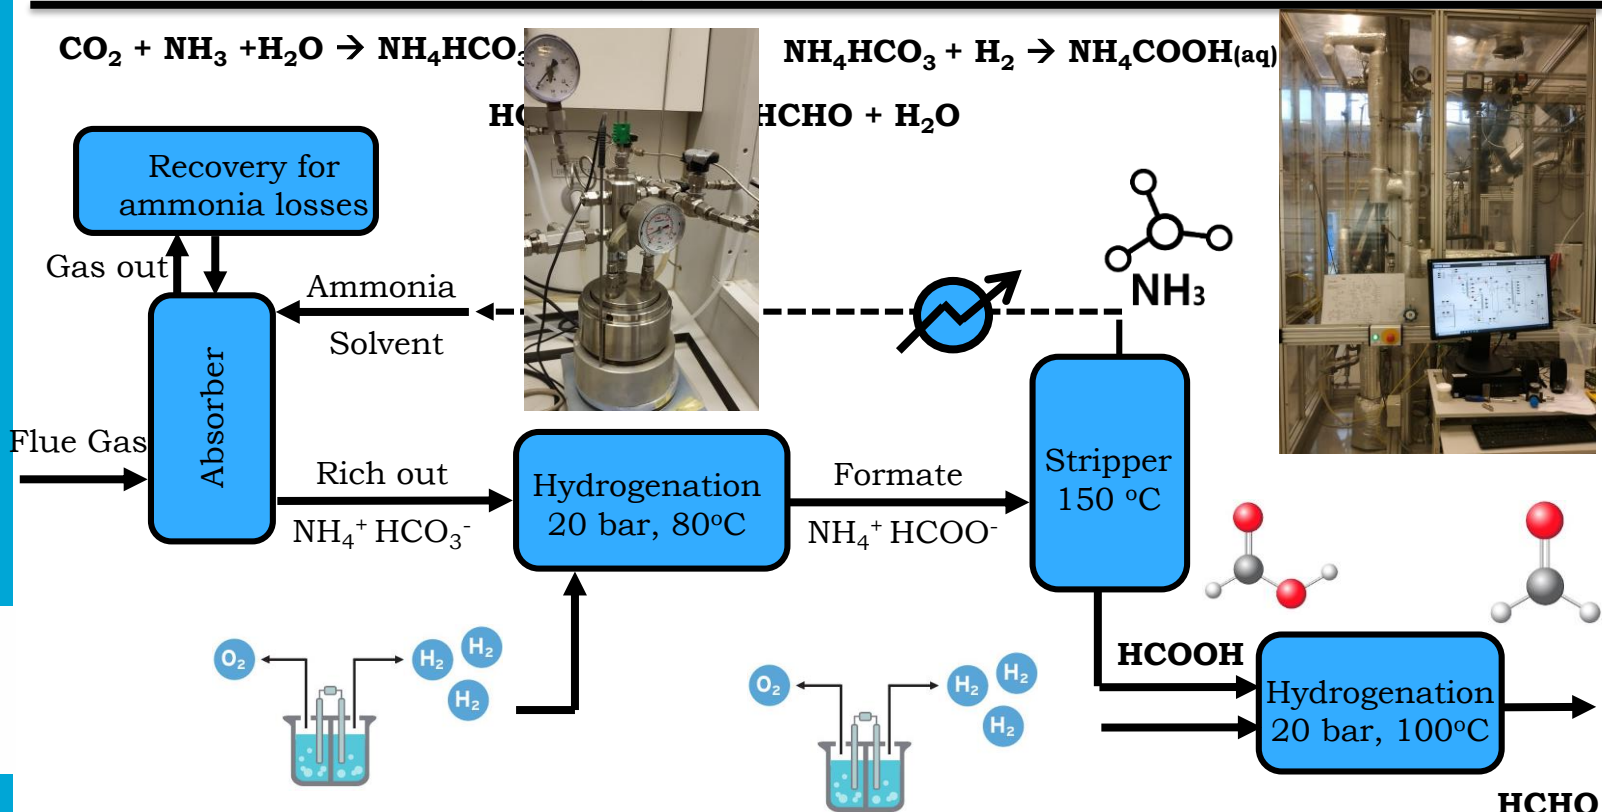 CO₂ + NH₃ +H₂O → NH₄HCO₃
NH₄HCO₃ + H₂ → NH₄COOH(aq)
HCHO + H₂O
Recovery for
ammonia losses
Gas out
Ammonia
Solvent
NH₃
Absorber
Flue Gas
Rich out
NH₄⁺ HCO₃⁻
Hydrogenation
20 bar, 80°C
Formate
NH₄⁺ HCOO⁻
Stripper
150 °C
O₂
H₂
H₂
H₂
O₂
H₂
H₂
H₂
HCOOH
Hydrogenation
20 bar, 100°C
HCHO